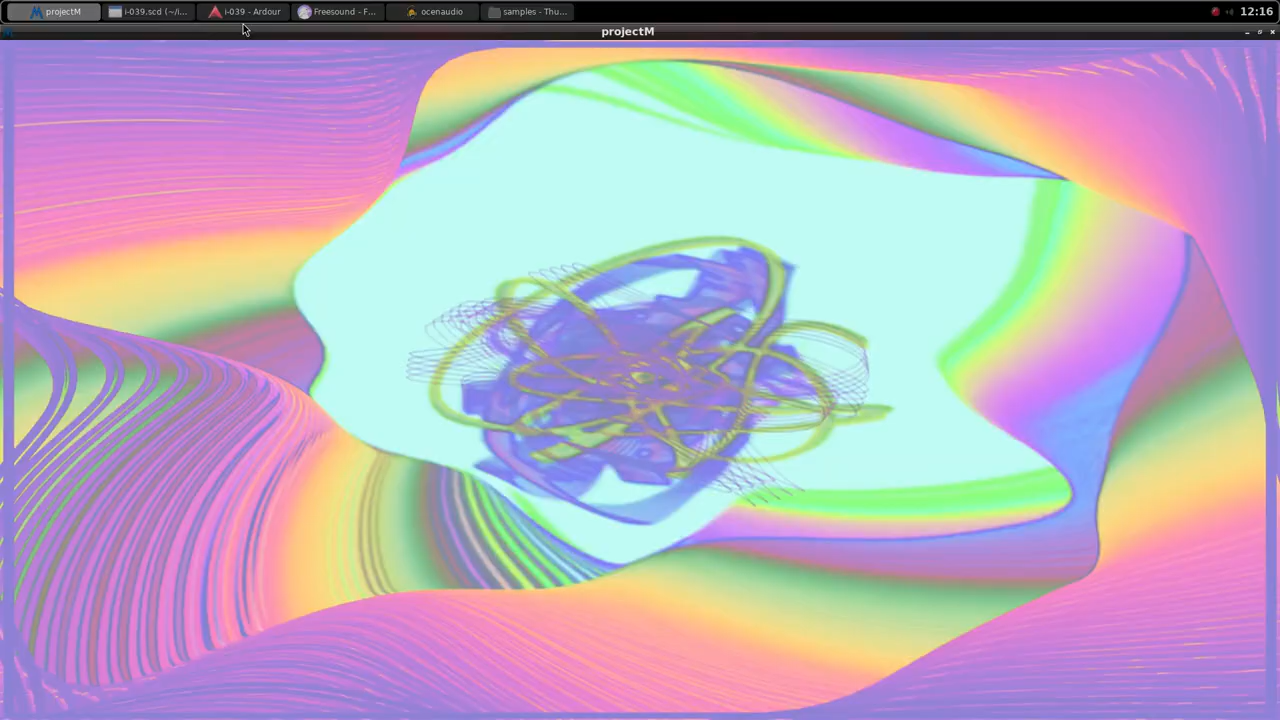 projectM
i-039.scd (~/i...
i-039 - Ardour
Freesound - F...
ocenaudio
samples - Thu...
12:16
projectM